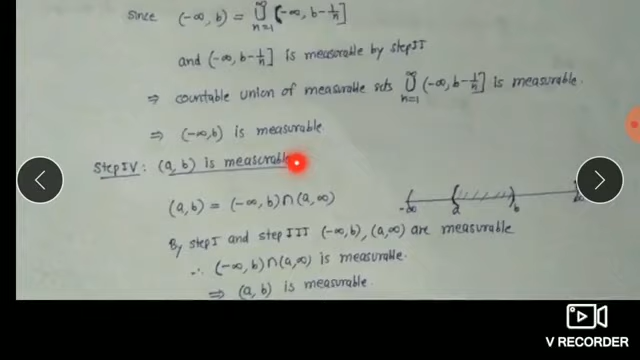 since (-∞, b) = ∞⋃n=1 (-∞, b-1/n]
and (-∞, b-1/n] is measurable by step II
⇒ countable union of measurable sets ∞⋃n=1 (-∞, b-1/n] is measurable.
⇒ (-∞, b) is measurable.
Step IV: (a, b) is measurable
(a, b) = (-∞, b)∩(a, ∞)
-∞ a b ∞
By step I and step III (-∞, b), (a, ∞) are measurable
∴ (-∞, b)∩(a, ∞) is measurable.
⇒ (a, b) is measurable.
V RECORDER